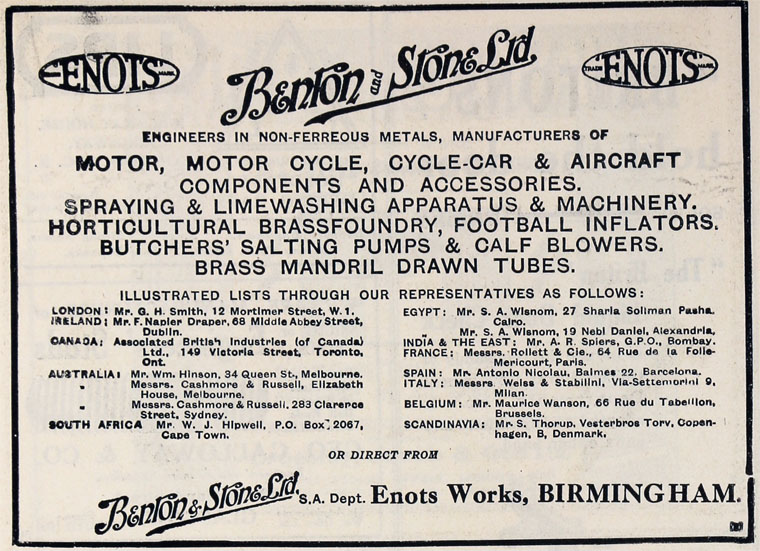 "ENOTS" TRADE MARK
Benton and Stone Ltd.
TRADE "ENOTS" MARK
ENGINEERS IN NON-FERREOUS METALS, MANUFACTURERS OF
MOTOR, MOTOR CYCLE, CYCLE-CAR & AIRCRAFT
COMPONENTS AND ACCESSORIES.
SPRAYING & LIMEWASHING APPARATUS & MACHINERY.
HORTICULTURAL BRASSFOUNDRY, FOOTBALL INFLATORS.
BUTCHERS' SALTING PUMPS & CALF BLOWERS.
BRASS MANDRIL DRAWN TUBES.
ILLUSTRATED LISTS THROUGH OUR REPRESENTATIVES AS FOLLOWS:
LONDON: Mr. G. H. Smith, 12 Mortimer Street, W.1.
IRELAND: Mr. F. Napier Draper, 68 Middle Abbey Street,
Dublin.
CANADA: Associated British Industries (of Canada)
Ltd., 149 Victoria Street, Toronto,
Ont.
AUSTRALIA: Mr. Wm. Hinson, 34 Queen St., Melbourne.
" Messrs. Cashmore & Russell, Elizabeth
House, Melbourne.
" Messrs. Cashmore & Russell. 283 Clarence
Street, Sydney.
SOUTH AFRICA Mr. W. J. Hipwell, P.O. Box, 2067,
Cape Town.
EGYPT: Mr. S. A. Wisnom, 27 Sharia Soliman Pasha.
Cairo.
" Mr. S. A. Wisnom, 19 Nebi Daniel, Alexandria,
INDIA & THE EAST: Mr. A. R. Spiers, G.P.O., Bombay.
FRANCE: Messrs. Rollett & Cie., 64 Rue de la Folie-
Mericourt, Paris.
SPAIN: Mr. Antonio Nicolau, Balmes 22, Barcelona.
ITALY: Messrs. Weiss & Stabilini, Via-Settemorini 9,
Milan.
BELGIUM: Mr. Maurice Wanson, 66 Rue du Tabellion,
Brussels.
SCANDINAVIA: Mr. S. Thorup, Vesterbros Torv, Copen-
hagen, B, Denmark.
OR DIRECT FROM
Benton & Stone Ltd. S.A. Dept. Enots Works, BIRMINGHAM.